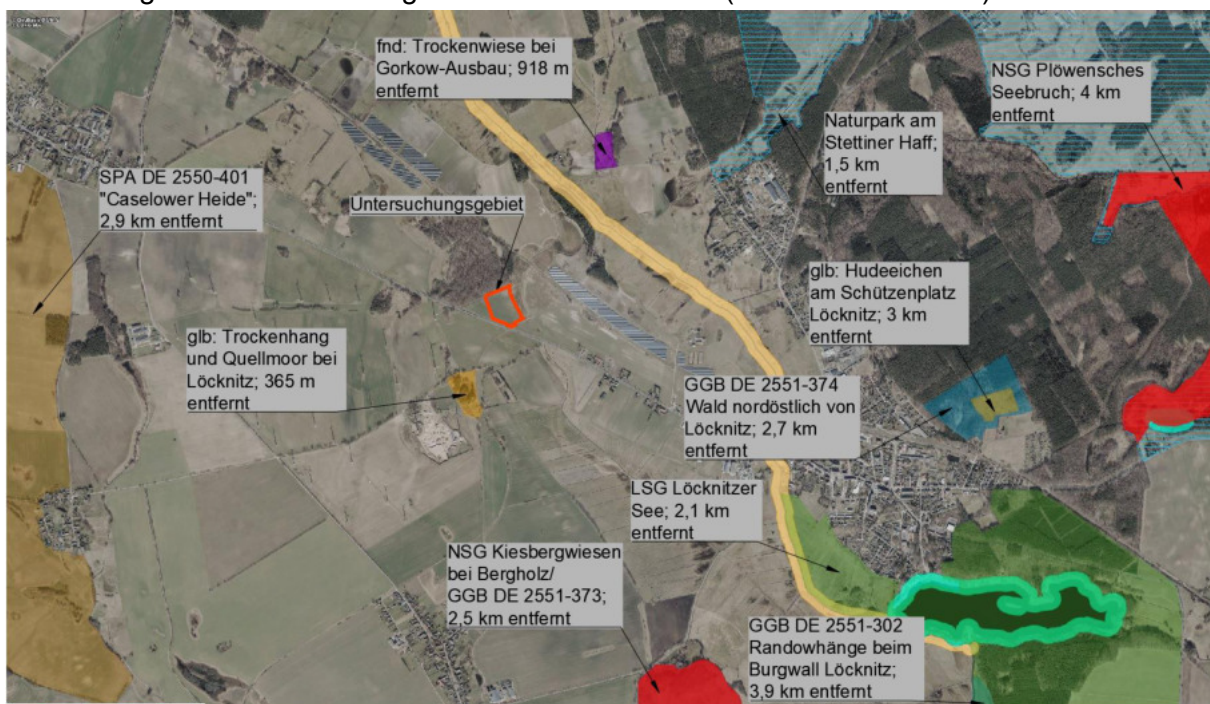 fnd: Trockenwiese bei
Gorkow-Ausbau; 918 m
entfernt
NSG Plöwensches
Seebruch; 4 km
entfernt
Naturpark am
Stettiner Haff;
1,5 km
entfernt
SPA DE 2550-401
"Caselower Heide";
2,9 km entfernt
Untersuchungsgebiet
glb: Hudeeichen
am Schützenplatz
Löcknitz; 3 km
entfernt
glb: Trockenhang
und Quellmoor bei
Löcknitz; 365 m
entfernt
GGB DE 2551-374
Wald nordöstlich von
Löcknitz; 2,7 km
entfernt
LSG Löcknitzer
See; 2,1 km
entfernt
NSG Kiesbergwiesen
bei Bergholz/
GGB DE 2551-373;
2,5 km entfernt
GGB DE 2551-302
Randowhänge beim
Burgwall Löcknitz;
3,9 km entfernt